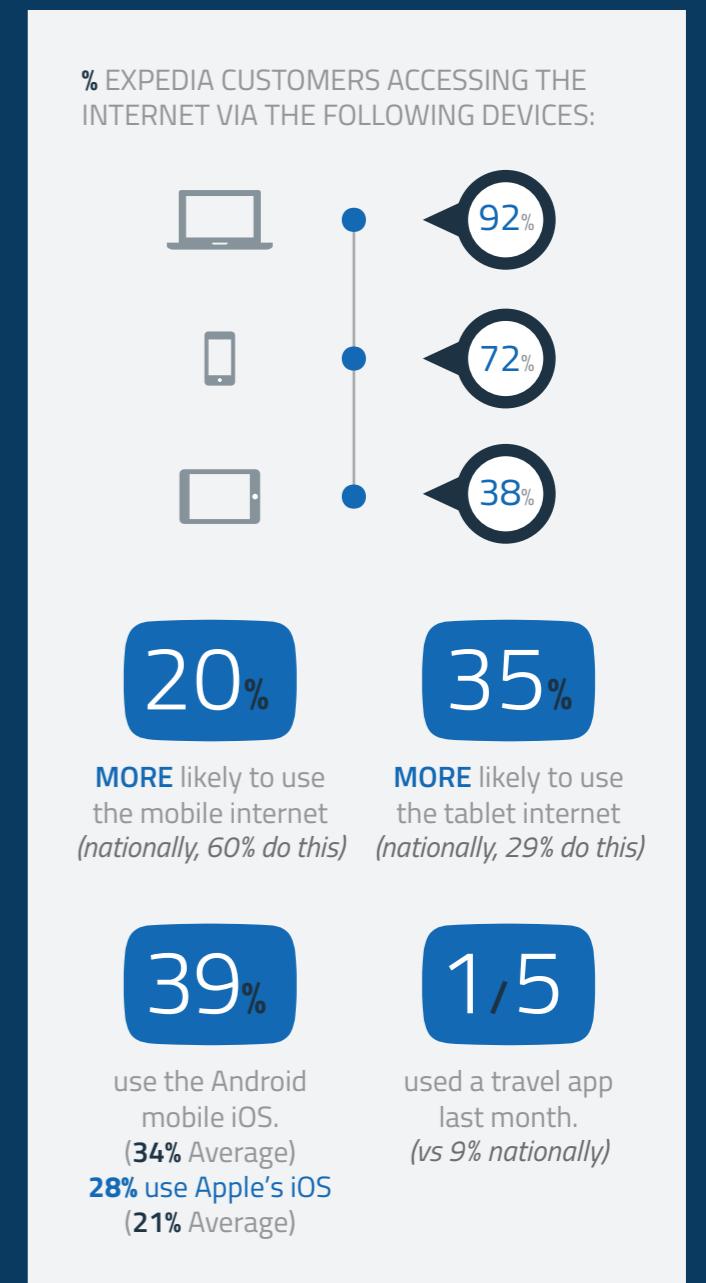 % EXPEDIA CUSTOMERS ACCESSING THE
INTERNET VIA THE FOLLOWING DEVICES:
92%
72%
38%
20%
MORE likely to use
the mobile internet
(nationally, 60% do this)
35%
MORE likely to use
the tablet internet
(nationally, 29% do this)
39%
use the Android
mobile iOS.
(34% Average)
28% use Apple's iOS
(21% Average)
1/5
used a travel app
last month.
(vs 9% nationally)